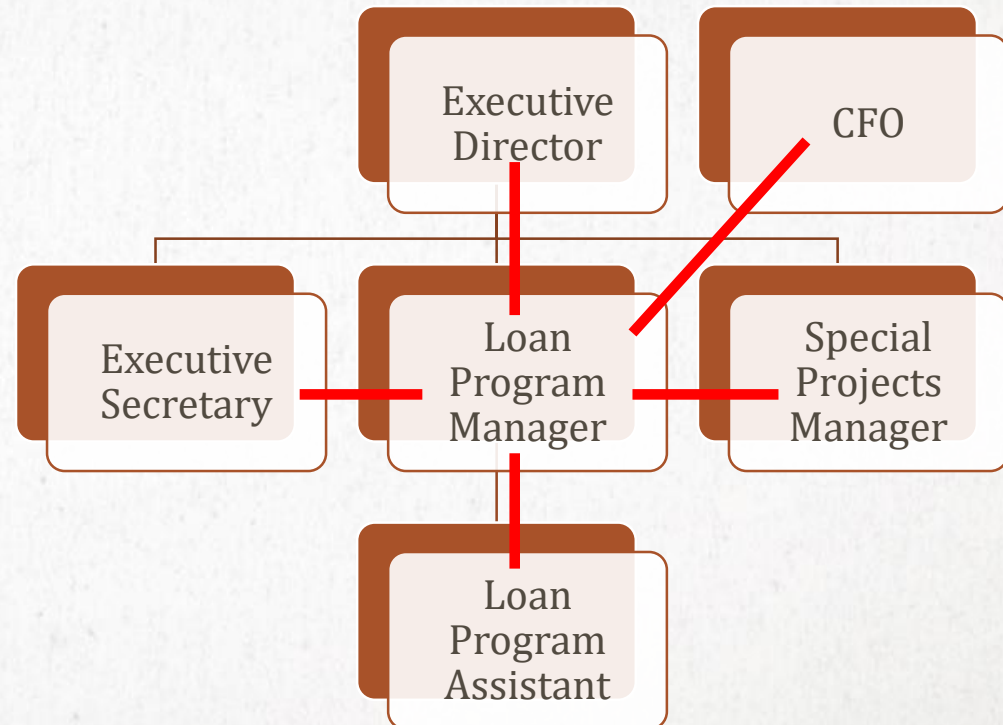 Executive
Director
CFO
Executive
Secretary
Loan
Program
Manager
Special
Projects
Manager
Loan
Program
Assistant